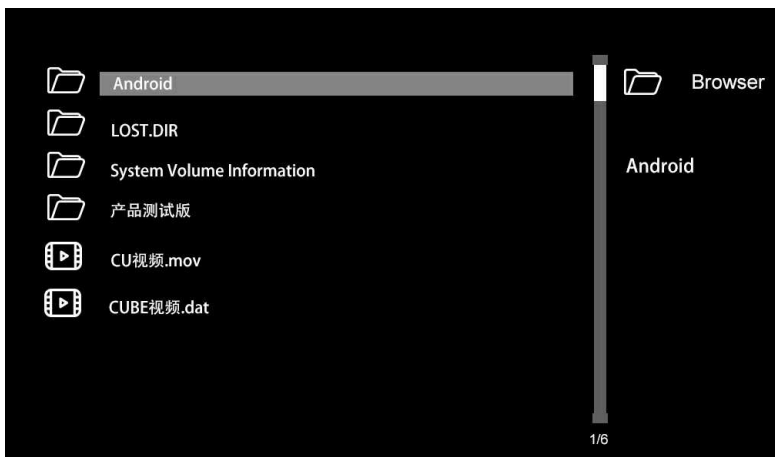 Android
LOST.DIR
System Volume Information
产品测试版
CU视频.mov
CUBE视频.dat
1/6
Browser
Android